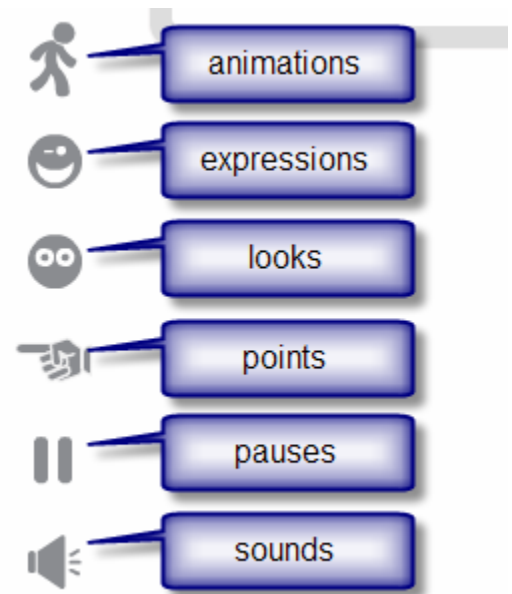 animations
expressions
looks
points
pauses
sounds